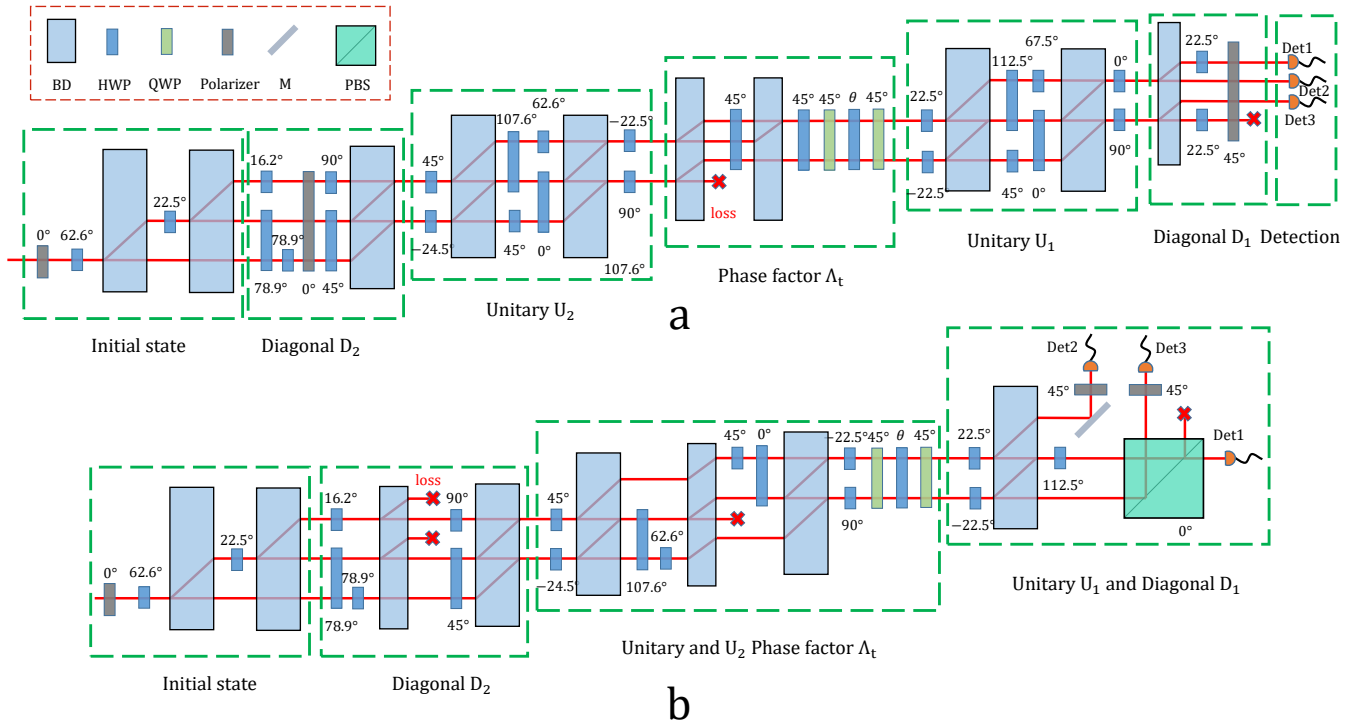 BD HWP QWP Polarizer M PBS
0° 62.6° 22.5°
Initial state
16.2° 90°
78.9°
78.9° 0° 45°
Diagonal D₂
107.6° 62.6° −22.5°
45°
−24.5° 45° 0° 90°
107.6°
Unitary U₂
45° 45° 45° θ 45°
loss
Phase factor Λₜ
67.5°
22.5° 112.5° 0°
−22.5° 45° 0° 90°
Unitary U₁
22.5°
22.5° 45°
Diagonal D₁
Det1
Det2
Det3
Detection
a
0° 62.6° 22.5°
Initial state
loss
16.2° 90°
78.9°
78.9° 45°
Diagonal D₂
45° 0° −22.5° 45° θ 45°
45°
62.6°
−24.5° 107.6° 90°
Unitary and U₂ Phase factor Λₜ
Det2 Det3
45° 45°
22.5° Det1
112.5°
−22.5° 0°
Unitary U₁ and Diagonal D₁
b